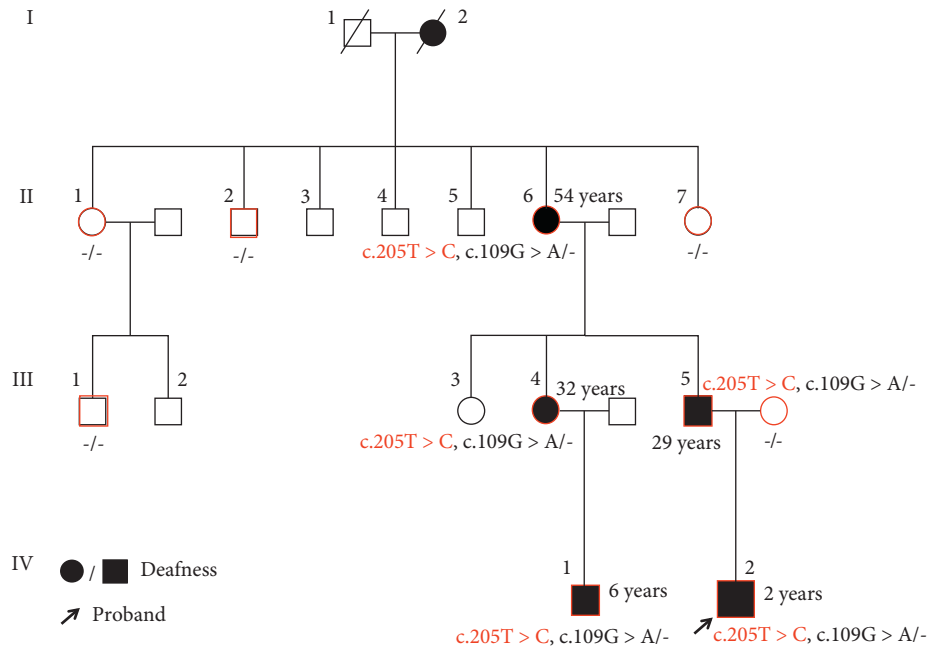 I
1
2
II
1
2
3
4
5
6
54 years
7
-/-
-/-
c.205T > C, c.109G > A/-
-/-
III
1
2
3
4
32 years
5
c.205T > C, c.109G > A/-
-/-
c.205T > C, c.109G > A/-
29 years
-/-
IV
1
2
/
Deafness
6 years
2 years
Proband
c.205T > C, c.109G > A/-
c.205T > C, c.109G > A/-